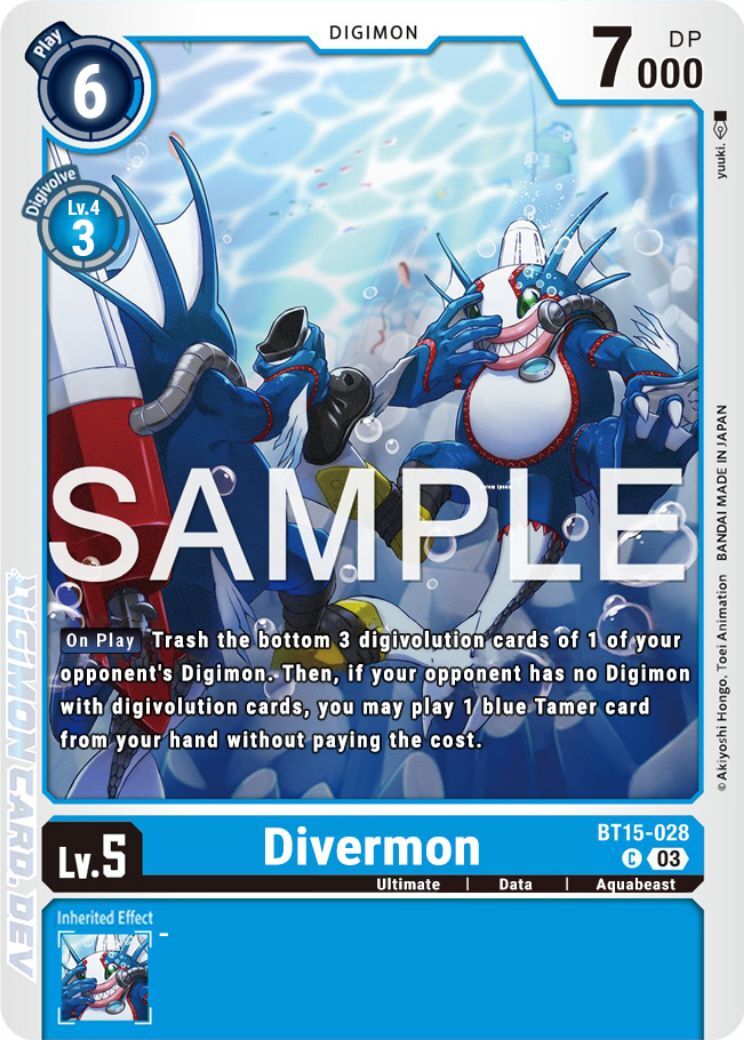 Play
6
DIGIMON
7000
DP
Digivolve
Lv.4
3
yuuki.
SAMPLE
On Play Trash the bottom 3 digivolution cards of 1 of your
opponent's Digimon. Then, if your opponent has no Digimon
with digivolution cards, you may play 1 blue Tamer card
from your hand without paying the cost.
© Akiyoshi Hongo, Toei Animation BANDAI MADE IN JAPAN
DIGIMON CARD.DEV
Lv.5
Divermon
BT15-028
C 03
Ultimate | Data | Aquabeast
Inherited Effect
-